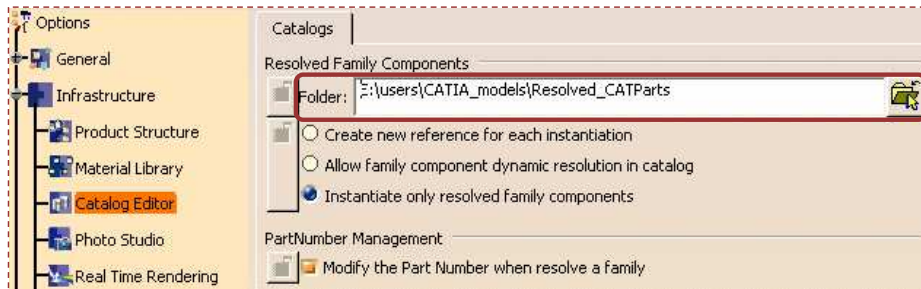 Options
General
Infrastructure
Product Structure
Material Library
Catalog Editor
Photo Studio
Real Time Rendering
Catalogs
Resolved Family Components
Folder: E:\users\CATIA_models\Resolved_CATParts
Create new reference for each instantiation
Allow family component dynamic resolution in catalog
Instantiate only resolved family components
PartNumber Management
Modify the Part Number when resolve a family